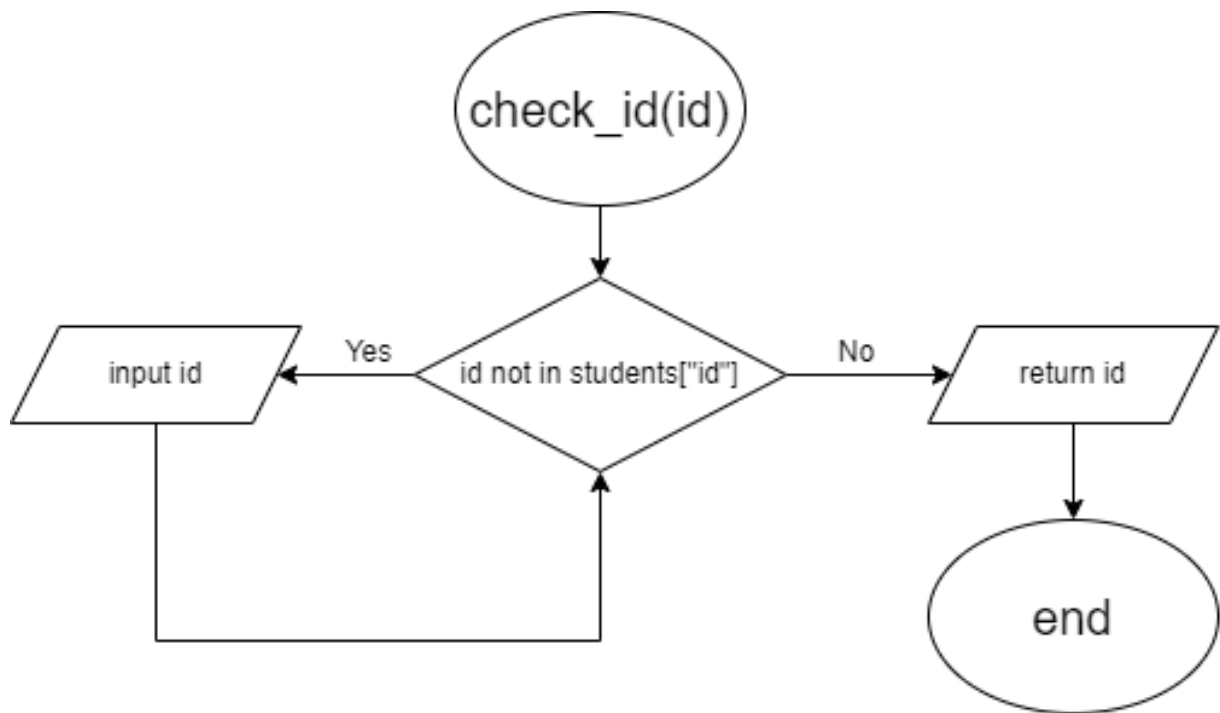 check_id(id)
Yes
No
input id
id not in students["id"]
return id
end